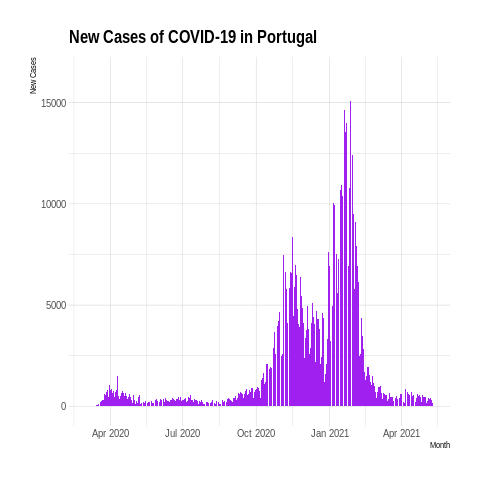 New Cases of COVID-19 in Portugal
New Cases
15000
10000
5000
0
Apr 2020 Jul 2020 Oct 2020 Jan 2021 Apr 2021
Month